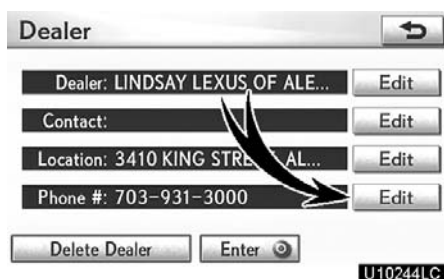 Dealer
Dealer: LINDSAY LEXUS OF ALE... Edit
Contact: Edit
Location: 3410 KING AL... Edit
Phone #: 703-931-3000 Edit
Delete Dealer Enter
U10244LC